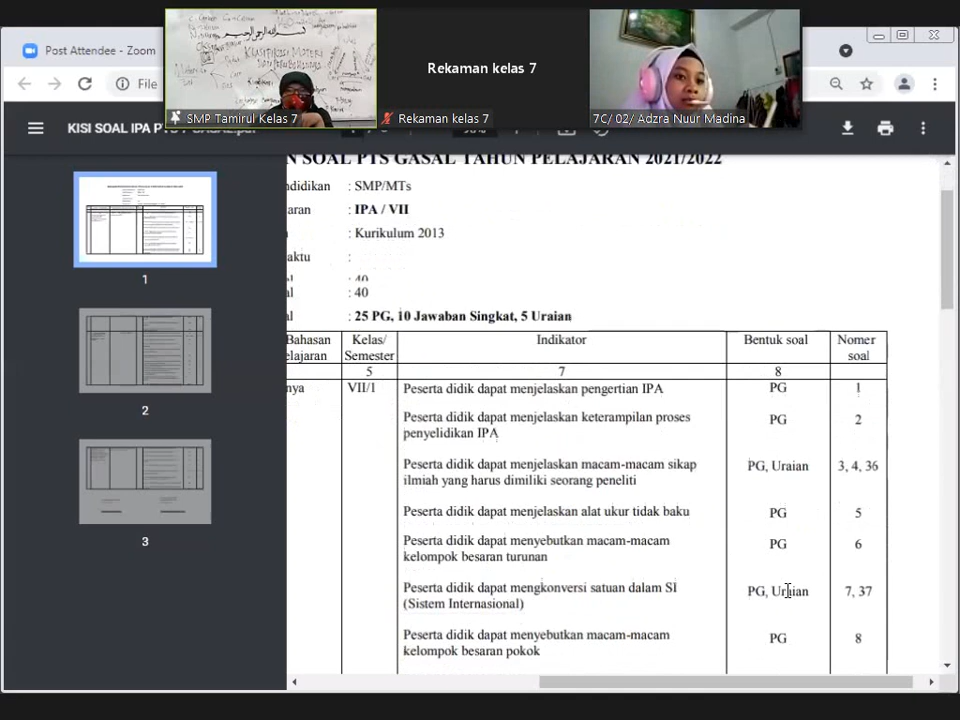 Post Attendee - Zoom
Rekaman kelas 7
SMP Tamirul Kelas 7
Rekaman kelas 7
7C/ 02/ Adzra Nuur Madina
File
KISI SOAL IPA
N SOAL PTS GASAL TAHUN PELAJARAN 2021/2022
ndidikan : SMP/MTs
aran : IPA / VII
: Kurikulum 2013
aktu :
al : 40
al : 25 PG, 10 Jawaban Singkat, 5 Uraian
Bahasan Kelas/ Indikator Bentuk soal Nomer
elajaran Semester soal
5 7 8
nya VII/1 Peserta didik dapat menjelaskan pengertian IPA PG 1
Peserta didik dapat menjelaskan keterampilan proses PG 2
penyelidikan IPA
Peserta didik dapat menjelaskan macam-macam sikap PG, Uraian 3, 4, 36
ilmiah yang harus dimiliki seorang peneliti
Peserta didik dapat menjelaskan alat ukur tidak baku PG 5
Peserta didik dapat menyebutkan macam-macam PG 6
kelompok besaran turunan
Peserta didik dapat mengkonversi satuan dalam SI PG, Uraian 7, 37
(Sistem Internasional)
Peserta didik dapat menyebutkan macam-macam PG 8
kelompok besaran pokok
1
2
3